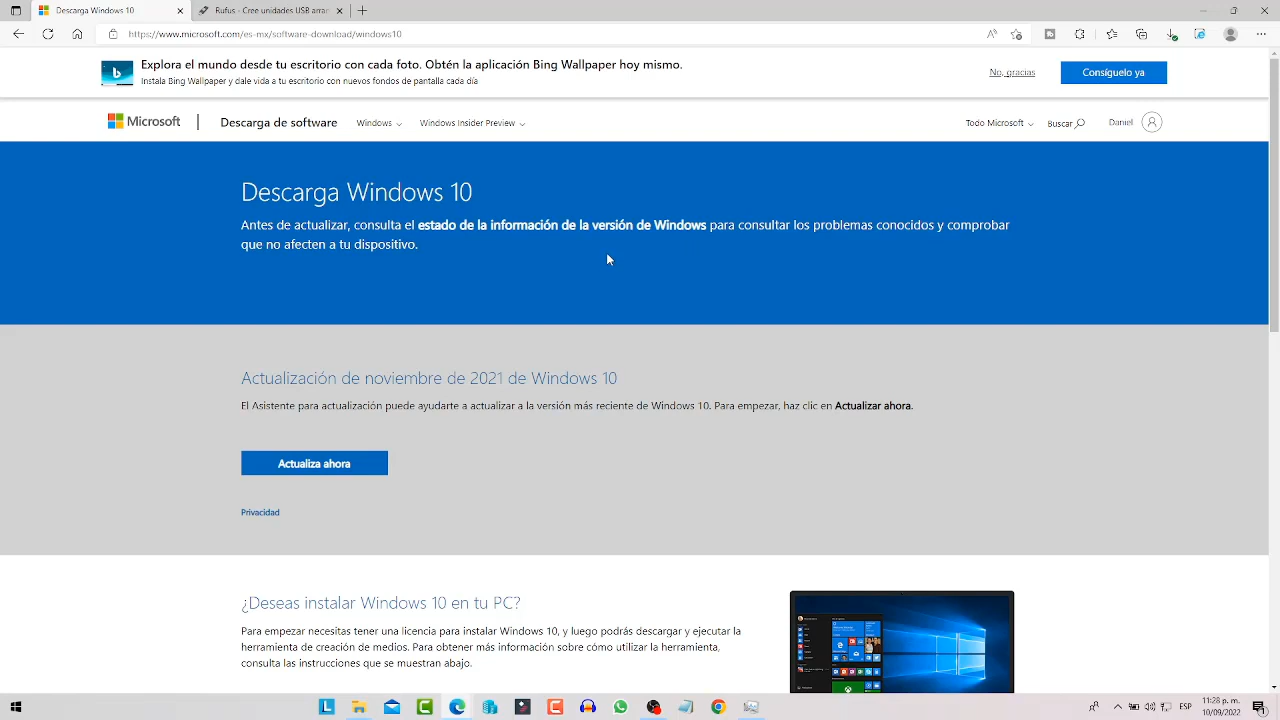 Descarga Windows 10
Rufus - Cree unidades USB arran
https://www.microsoft.com/es-mx/software-download/windows10
Explora el mundo desde tu escritorio con cada foto. Obtén la aplicación Bing Wallpaper hoy mismo.
Instala Bing Wallpaper y dale vida a tu escritorio con nuevos fondos de pantalla cada día
No, gracias
Consíguelo ya
Microsoft
Descarga de software
Windows
Windows Insider Preview
Todo Microsoft
Buscar
Daniel
Descarga Windows 10
Antes de actualizar, consulta el estado de la información de la versión de Windows para consultar los problemas conocidos y comprobar
que no afecten a tu dispositivo.
Actualización de noviembre de 2021 de Windows 10
El Asistente para actualización puede ayudarte a actualizar a la versión más reciente de Windows 10. Para empezar, haz clic en Actualizar ahora.
Actualiza ahora
Privacidad
¿Deseas instalar Windows 10 en tu PC?
Para empezar necesitas tener una licencia para instalar Windows 10, y luego podrás descargar y ejecutar la
herramienta de creación de medios. Para obtener más información sobre cómo utilizar la herramienta,
consulta las instrucciones que se muestran abajo.
ESP
11:28 p. m.
10/09/2022